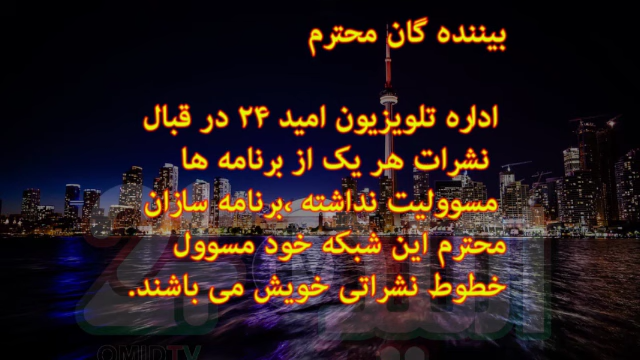 بیننده گان محترم
اداره تلویزیون امید ۲۴ در قبال
نشرات هر یک از برنامه ها
مسوولیت نداشته ،برنامه سازان
محترم این شبکه خود مسوول
خطوط نشراتی خویش می باشند.
OMIDTV